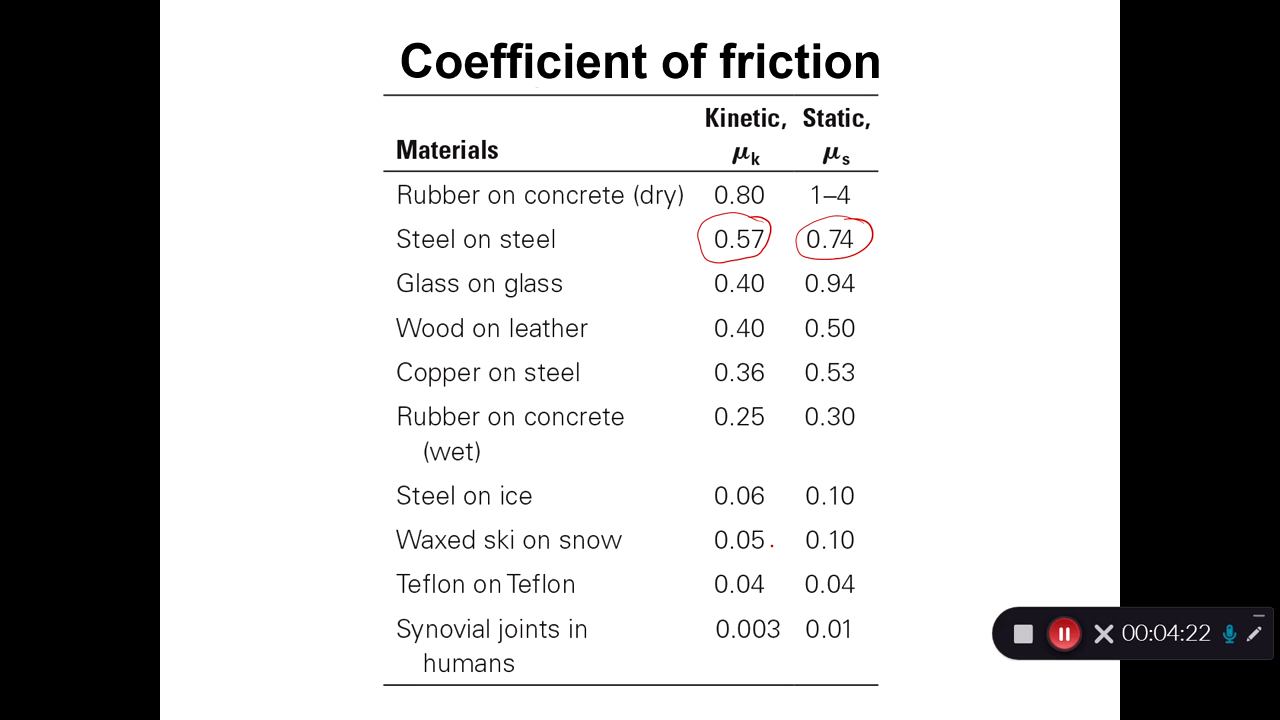 Coefficient of friction
Kinetic, Static,
Materials μk μs
Rubber on concrete (dry) 0.80 1–4
Steel on steel 0.57 0.74
Glass on glass 0.40 0.94
Wood on leather 0.40 0.50
Copper on steel 0.36 0.53
Rubber on concrete 0.25 0.30
(wet)
Steel on ice 0.06 0.10
Waxed ski on snow 0.05 0.10
Teflon on Teflon 0.04 0.04
Synovial joints in 0.003 0.01
humans
00:04:22